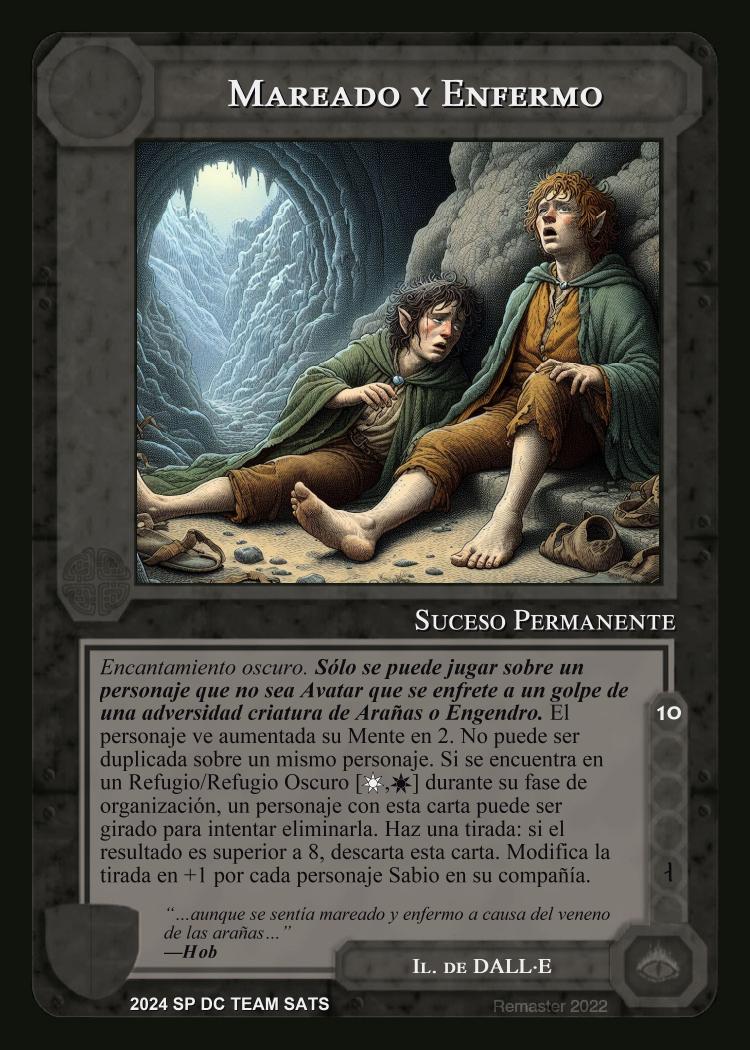 Mareado y Enfermo
Suceso Permanente
Encantamiento oscuro. Sólo se puede jugar sobre un
personaje que no sea Avatar que se enfrete a un golpe de
una adversidad criatura de Arañas o Engendro. El
personaje ve aumentada su Mente en 2. No puede ser
duplicada sobre un mismo personaje. Si se encuentra en
un Refugio/Refugio Oscuro [☀,☀] durante su fase de
organización, un personaje con esta carta puede ser
girado para intentar eliminarla. Haz una tirada: si el
resultado es superior a 8, descarta esta carta. Modifica la
tirada en +1 por cada personaje Sabio en su compañía.
10
“…aunque se sentía mareado y enfermo a causa del veneno
de las arañas…”
—Hob
Il. de DALL·E
2024 SP DC TEAM SATS
Remaster 2022